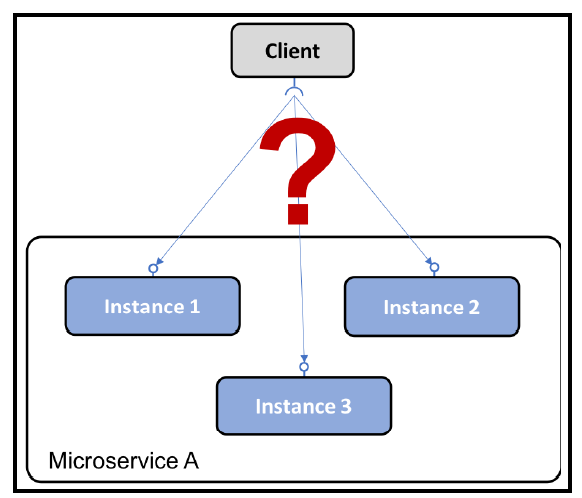 Client
?
Instance 1
Instance 2
Instance 3
Microservice A